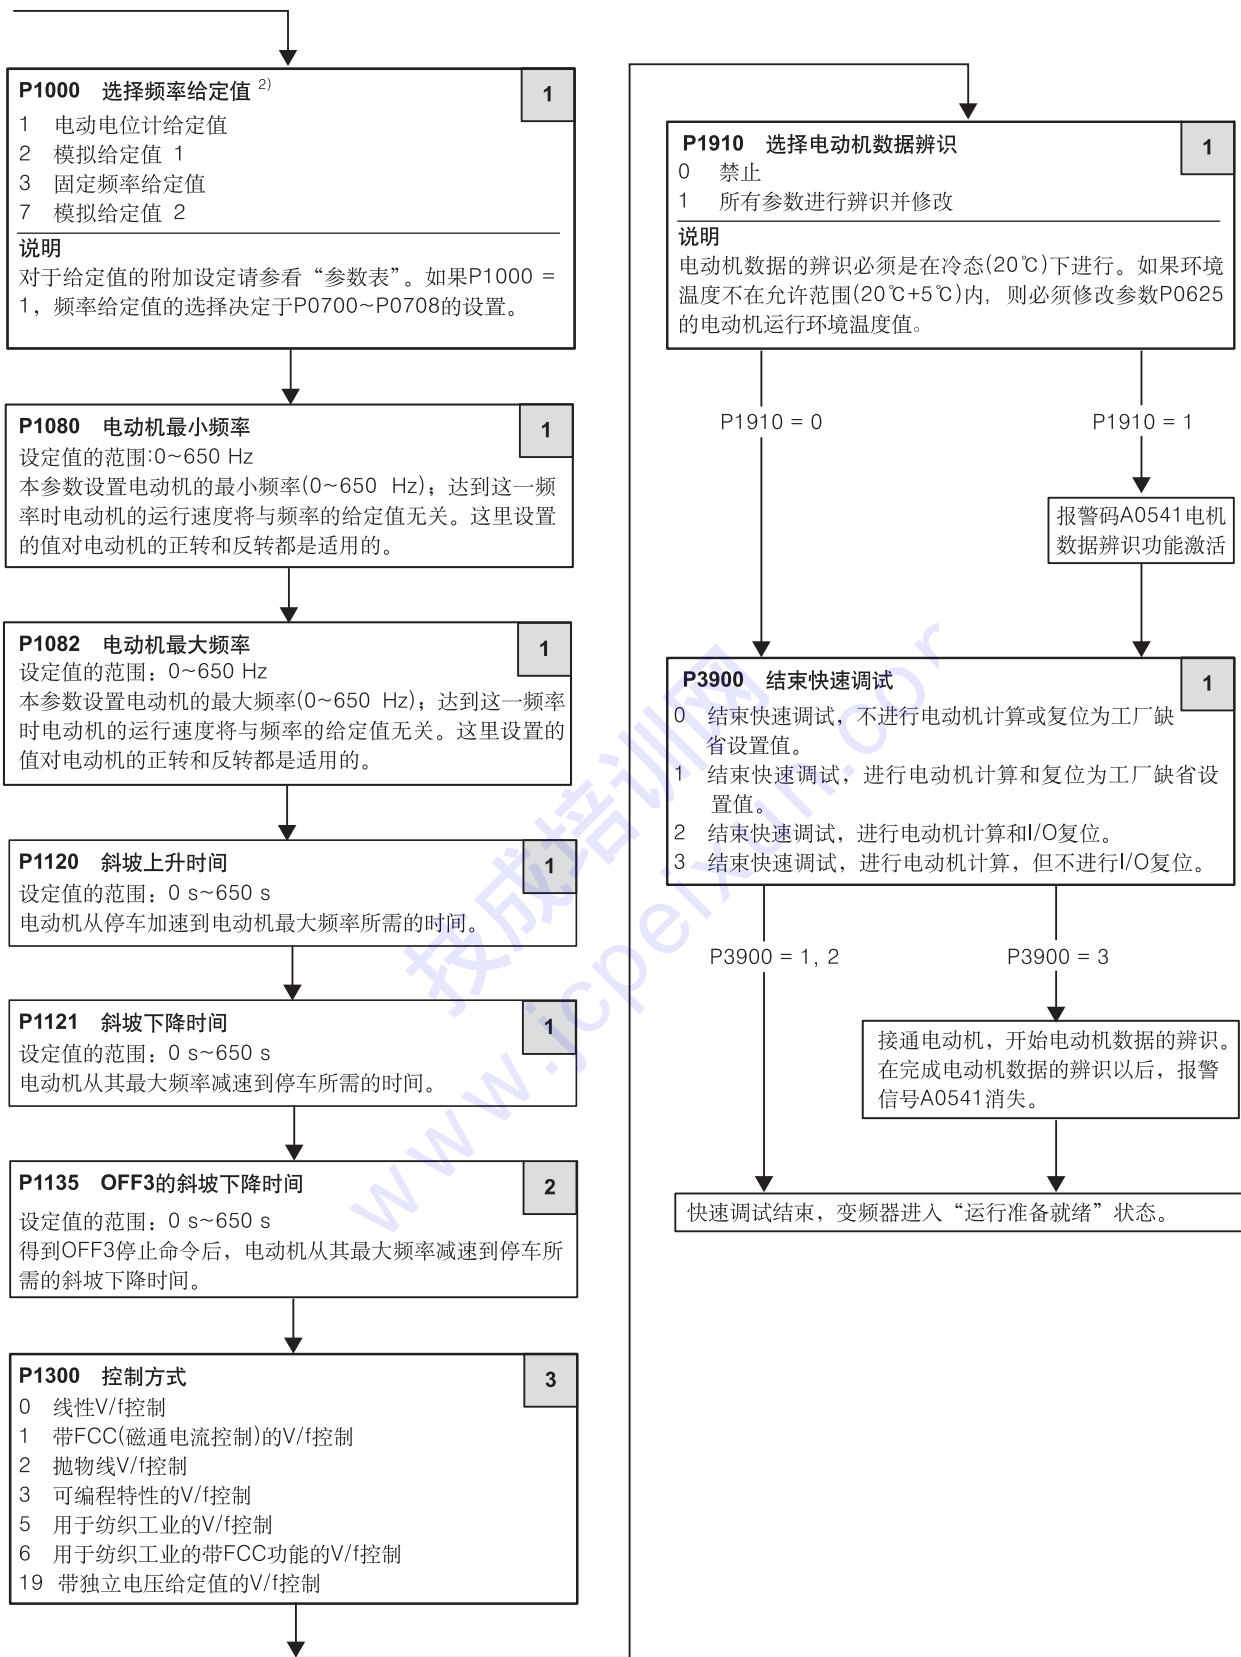 P1000 选择频率给定值 2)
1
1 电动电位计给定值
2 模拟给定值 1
3 固定频率给定值
7 模拟给定值 2
说明
对于给定值的附加设定请参看“参数表”。如果P1000 =
1，频率给定值的选择决定于P0700~P0708的设置。
P1080 电动机最小频率
1
设定值的范围:0~650 Hz
本参数设置电动机的最小频率(0~650 Hz)；达到这一频
率时电动机的运行速度将与频率的给定值无关。这里设置
的值对电动机的正转和反转都是适用的。
P1082 电动机最大频率
1
设定值的范围：0~650 Hz
本参数设置电动机的最大频率(0~650 Hz)；达到这一频率
时电动机的运行速度将与频率的给定值无关。这里设置的
值对电动机的正转和反转都是适用的。
P1120 斜坡上升时间
1
设定值的范围：0 s~650 s
电动机从停车加速到电动机最大频率所需的时间。
P1121 斜坡下降时间
1
设定值的范围：0 s~650 s
电动机从其最大频率减速到停车所需的时间。
P1135 OFF3的斜坡下降时间
2
设定值的范围：0 s~650 s
得到OFF3停止命令后，电动机从其最大频率减速到停车所
需的斜坡下降时间。
P1300 控制方式
3
0 线性V/f控制
1 带FCC(磁通电流控制)的V/f控制
2 抛物线V/f控制
3 可编程特性的V/f控制
5 用于纺织工业的V/f控制
6 用于纺织工业的带FCC功能的V/f控制
19 带独立电压给定值的V/f控制
P1910 选择电动机数据辨识
1
0 禁止
1 所有参数进行辨识并修改
说明
电动机数据的辨识必须是在冷态(20℃)下进行。如果环境
温度不在允许范围(20℃+5℃)内，则必须修改参数P0625
的电动机运行环境温度值。
P1910 = 0
P1910 = 1
报警码A0541电机
数据辨识功能激活
P3900 结束快速调试
1
0 结束快速调试，不进行电动机计算或复位为工厂缺
省设置值。
1 结束快速调试，进行电动机计算和复位为工厂缺省设
置值。
2 结束快速调试，进行电动机计算和I/O复位。
3 结束快速调试，进行电动机计算，但不进行I/O复位。
P3900 = 1, 2
P3900 = 3
接通电动机，开始电动机数据的辨识。
在完成电动机数据的辨识以后，报警
信号A0541消失。
快速调试结束，变频器进入“运行准备就绪”状态。
技成培训网
www.jcpeixun.cor